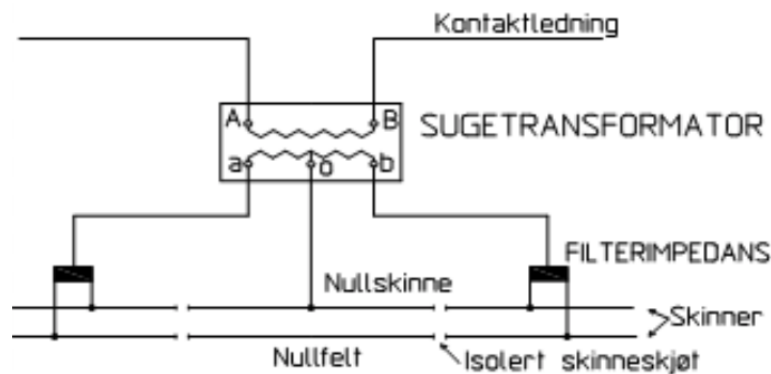 Kontaktledning
A
B
SUGETRANSFORMATOR
a
o
b
FILTERIMPEDANS
Nullskinne
Skinner
Nullfelt
Isolert skinneskjøt